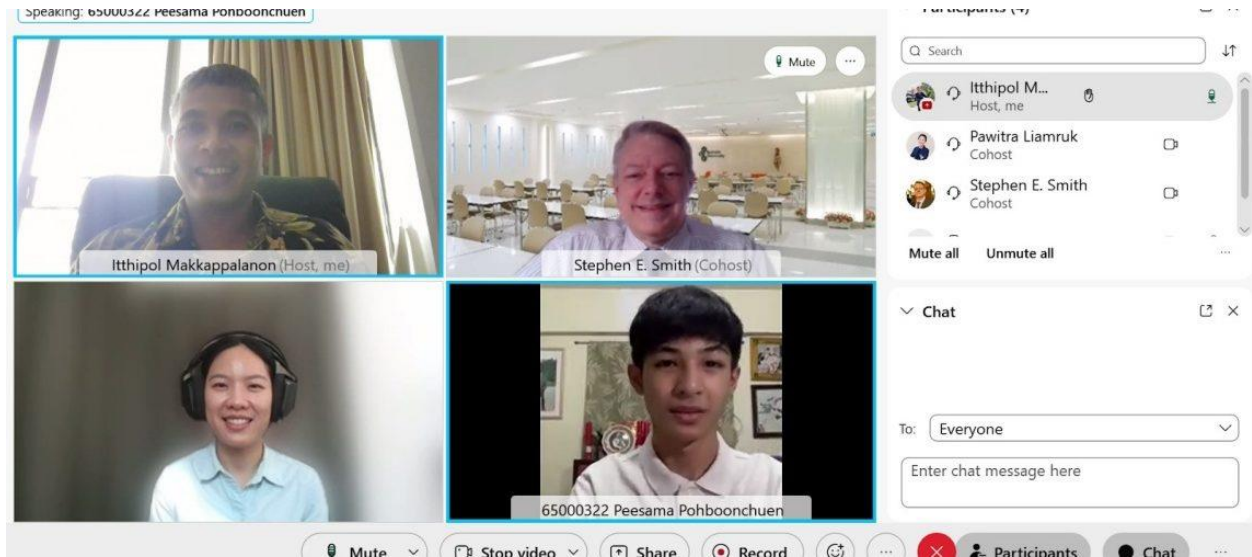 Speaking: 65000322 Peesama Pohboonchuen
Participants (4)
Search
Mute
Itthipol M...
Host, me
Pawitra Liamruk
Cohost
Stephen E. Smith
Cohost
Mute all Unmute all
Itthipol Makkappalanon (Host, me)
Stephen E. Smith (Cohost)
Chat
To: Everyone
Enter chat message here
65000322 Peesama Pohboonchuen
Mute Stop video Share Record Participants Chat